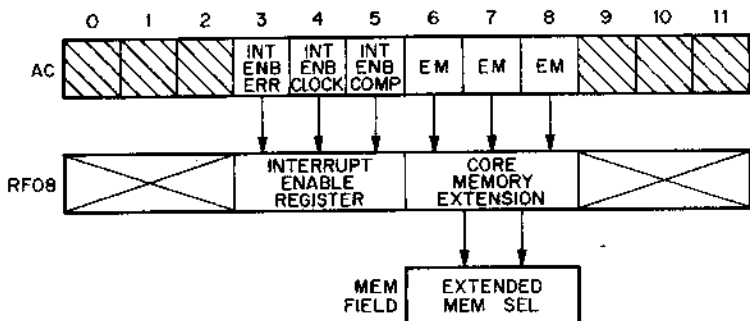 0 1 2 3 4 5 6 7 8 9 10 11
AC
INT ENB ERR
INT ENB CLOCK
INT ENB COMP
EM
EM
EM
RF08
INTERRUPT
ENABLE
REGISTER
CORE
MEMORY
EXTENSION
MEM
FIELD
EXTENDED
MEM SEL